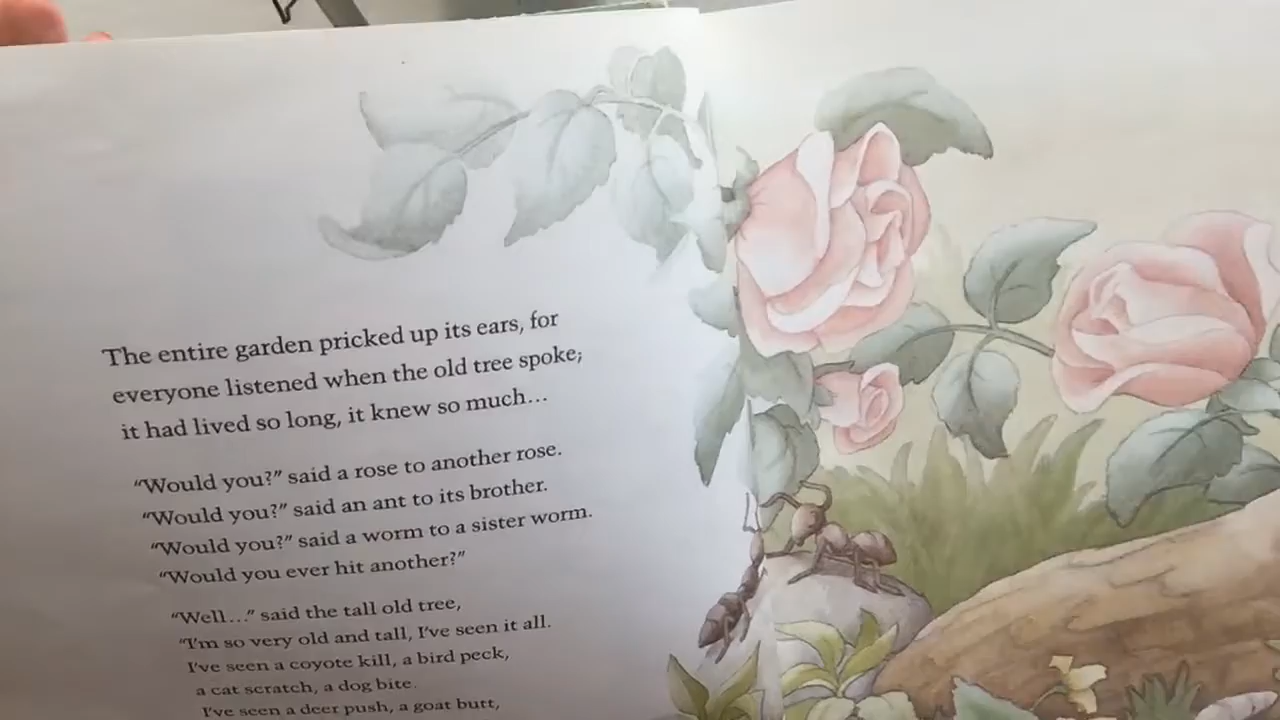 The entire garden pricked up its ears, for
everyone listened when the old tree spoke;
it had lived so long, it knew so much...
“Would you?” said a rose to another rose.
“Would you?” said an ant to its brother.
“Would you?” said a worm to a sister worm.
“Would you ever hit another?”
“Well...” said the tall old tree,
“I'm so very old and tall, I've seen it all.
I've seen a coyote kill, a bird peck,
a cat scratch, a dog bite.
I've seen a deer push, a goat butt,